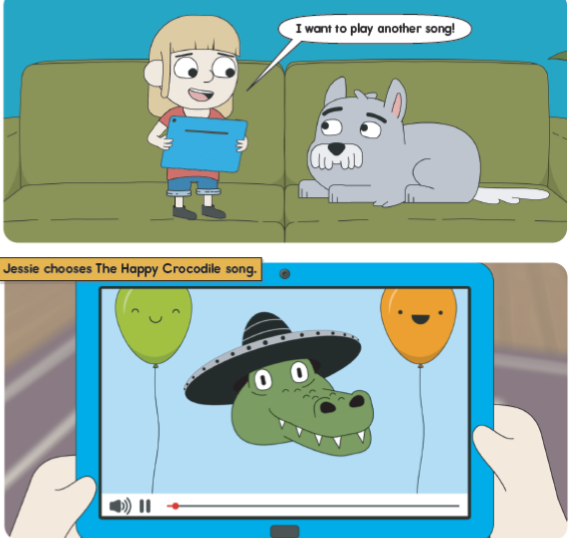 I want to play another song!
Jessie chooses The Happy Crocodile song.